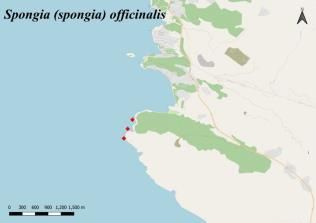 Spongia (spongia) officinalis
0 300 600 900 1,200 1,500 m